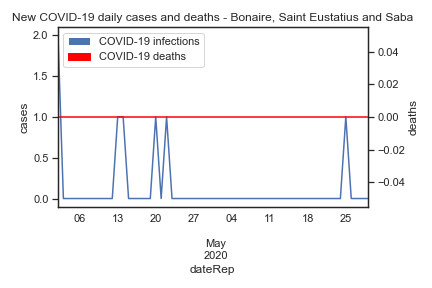 New COVID-19 daily cases and deaths - Bonaire, Saint Eustatius and Saba
COVID-19 infections
COVID-19 deaths
2.0
1.5
1.0
0.5
0.0
cases
0.04
0.02
0.00
−0.02
−0.04
deaths
06 13 20 27 04 11 18 25
May
2020
dateRep